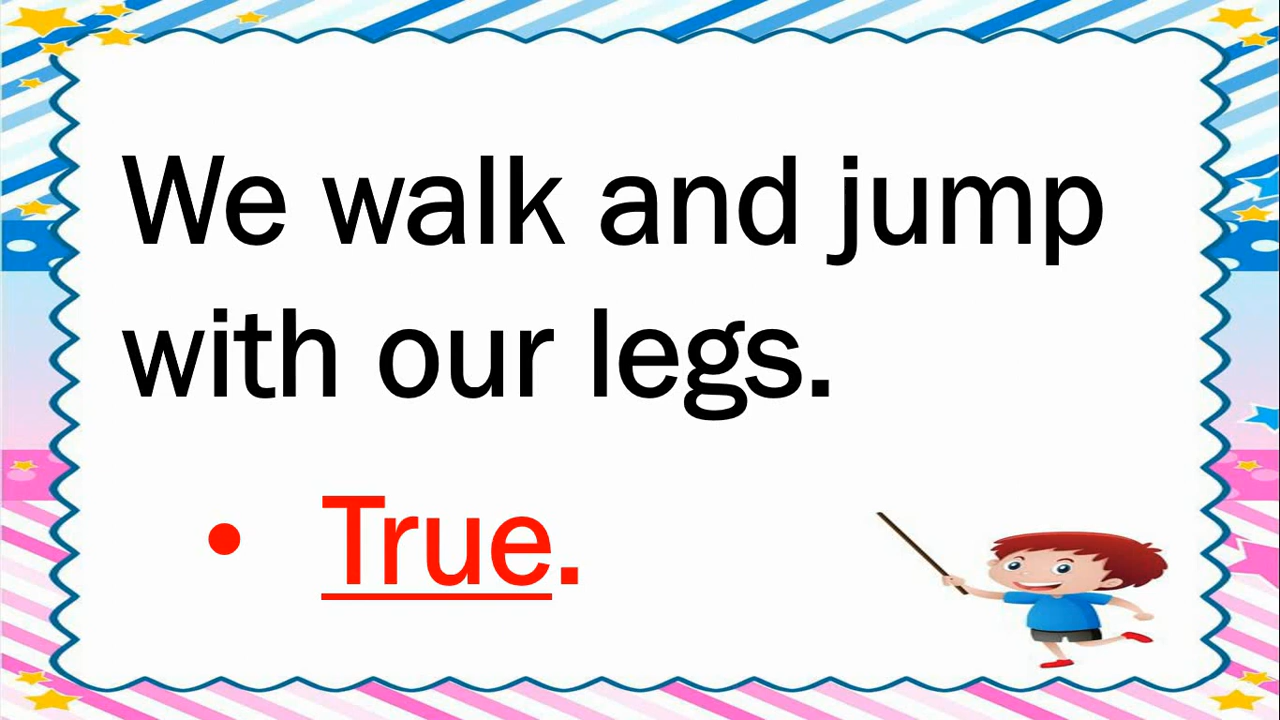 We walk and jump
with our legs.
• True.